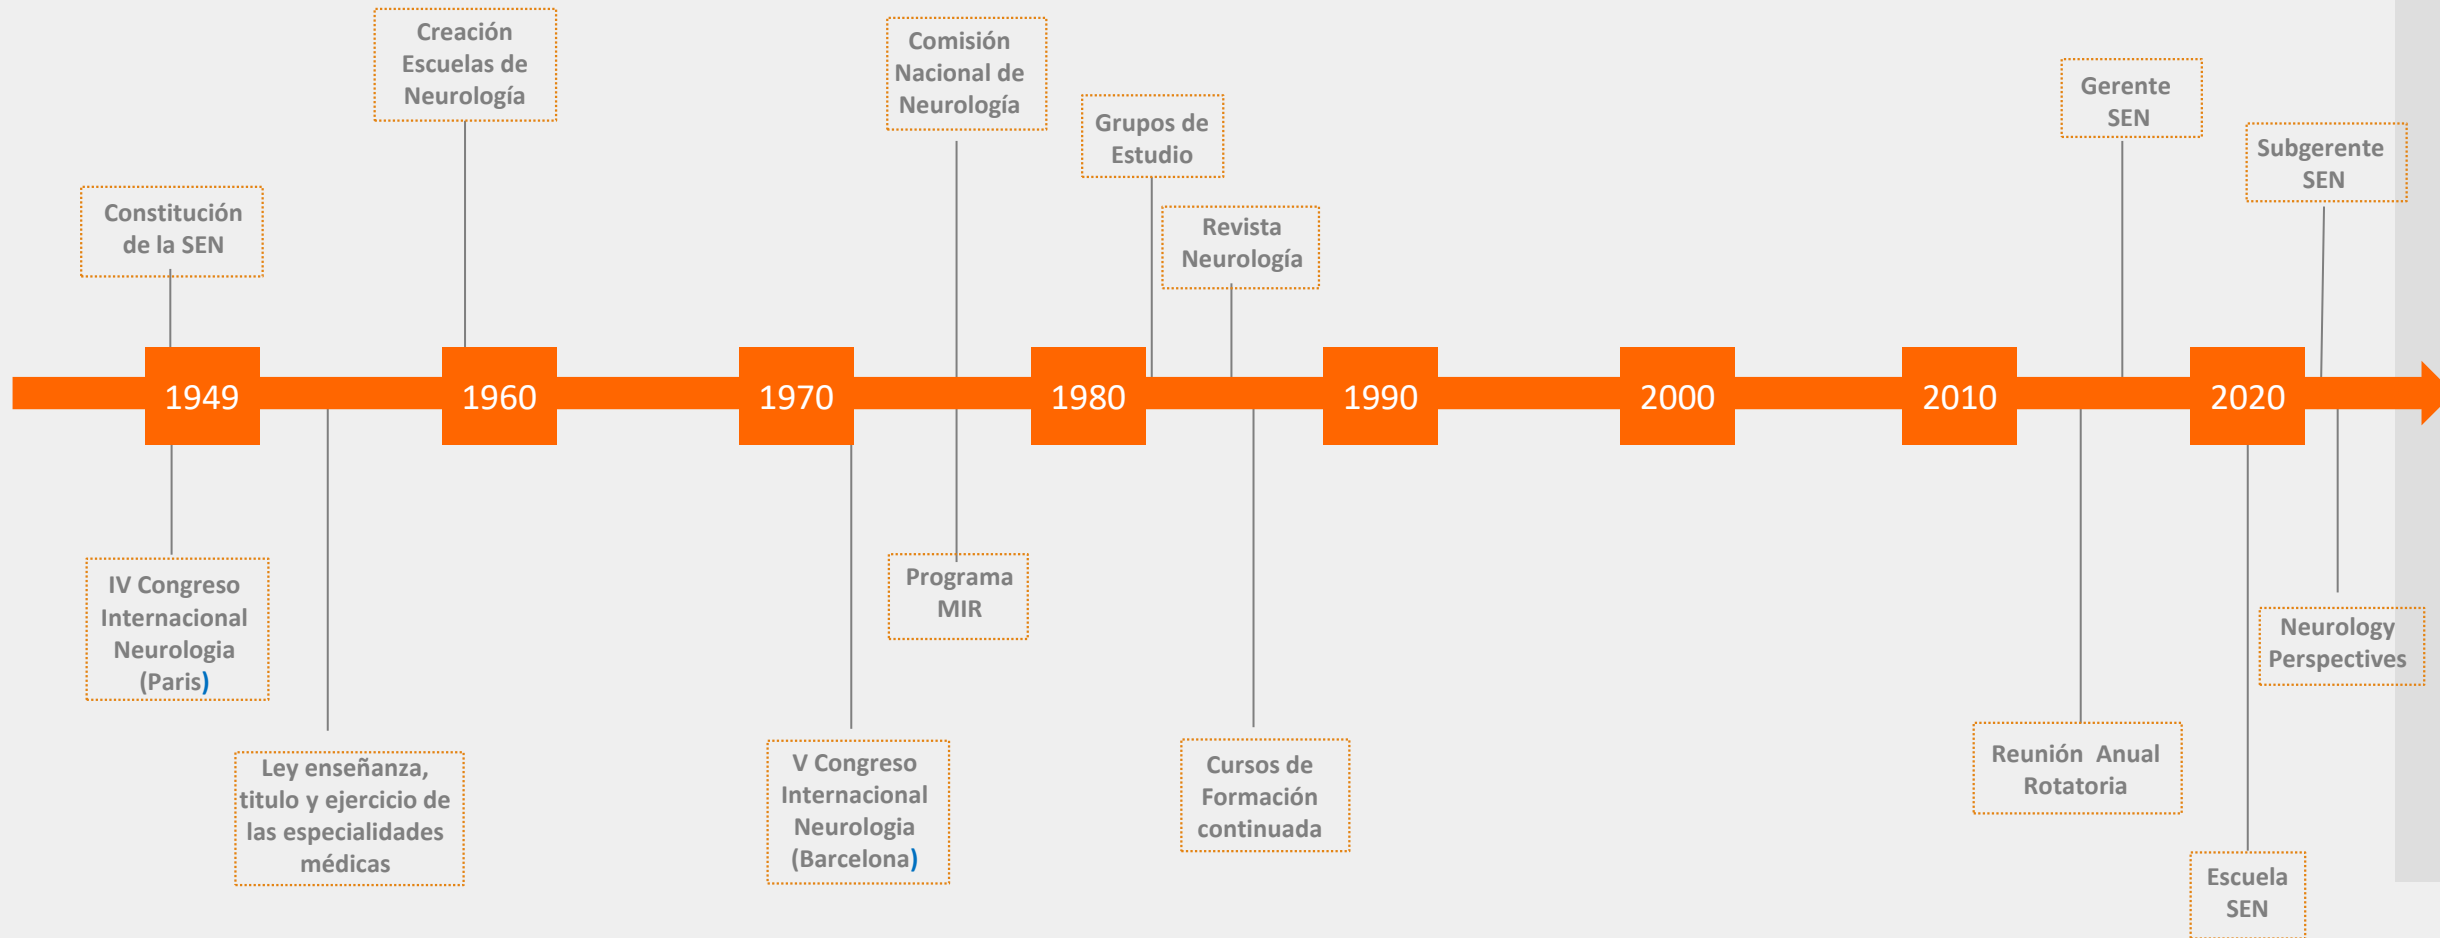 Creación
Escuelas de
Neurología
Comisión
Nacional de
Neurología
Grupos de
Estudio
Gerente
SEN
Subgerente
SEN
Constitución
de la SEN
Revista
Neurología
1949
1960
1970
1980
1990
2000
2010
2020
IV Congreso
Internacional
Neurologia
(Paris)
Ley enseñanza,
titulo y ejercicio de
las especialidades
médicas
V Congreso
Internacional
Neurologia
(Barcelona)
Programa
MIR
Cursos de
Formación
continuada
Reunión Anual
Rotatoria
Escuela
SEN
Neurology
Perspectives